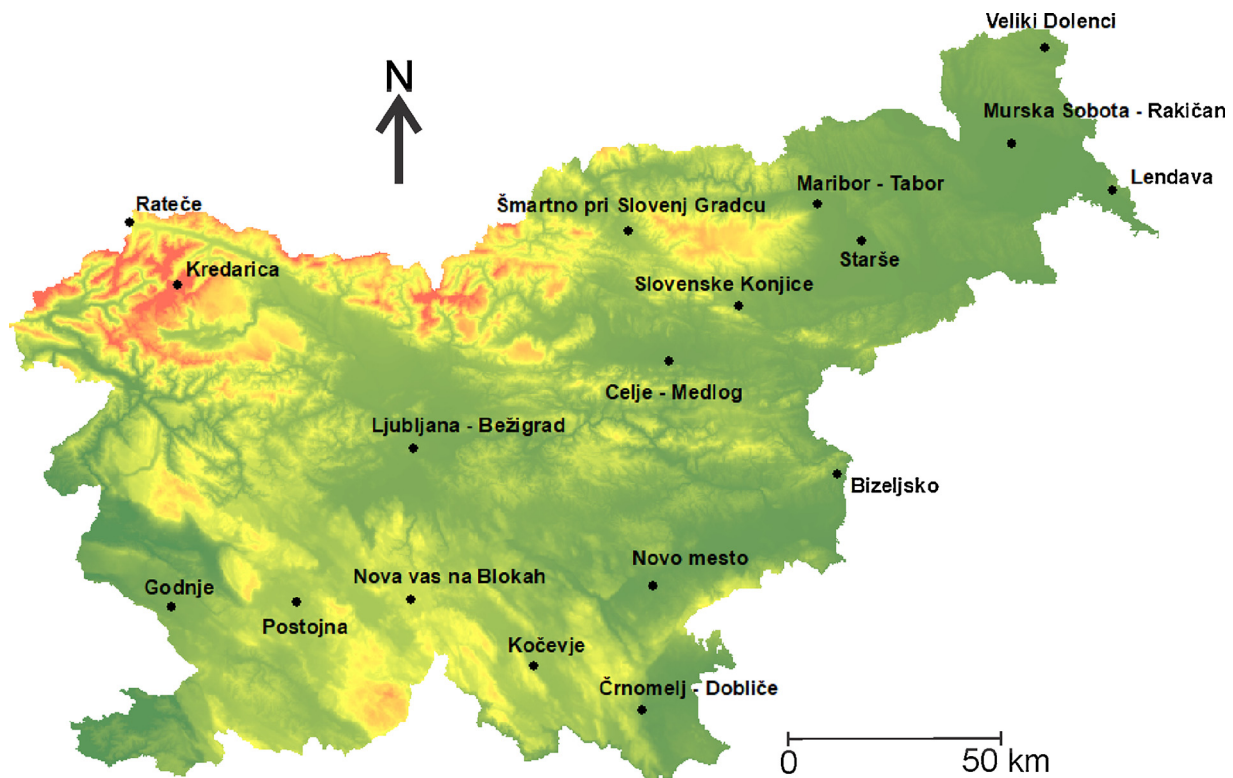 Veliki Dolenci
N
Murska Sobota - Rakičan
Lendava
Maribor - Tabor
Rateče
Šmartno pri Slovenj Gradcu
Starše
Kredarica
Slovenske Konjice
Celje - Medlog
Ljubljana - Bežigrad
Bizeljsko
Novo mesto
Nova vas na Blokah
Godnje
Postojna
Kočevje
Črnomelj - Dobliče
0 50 km